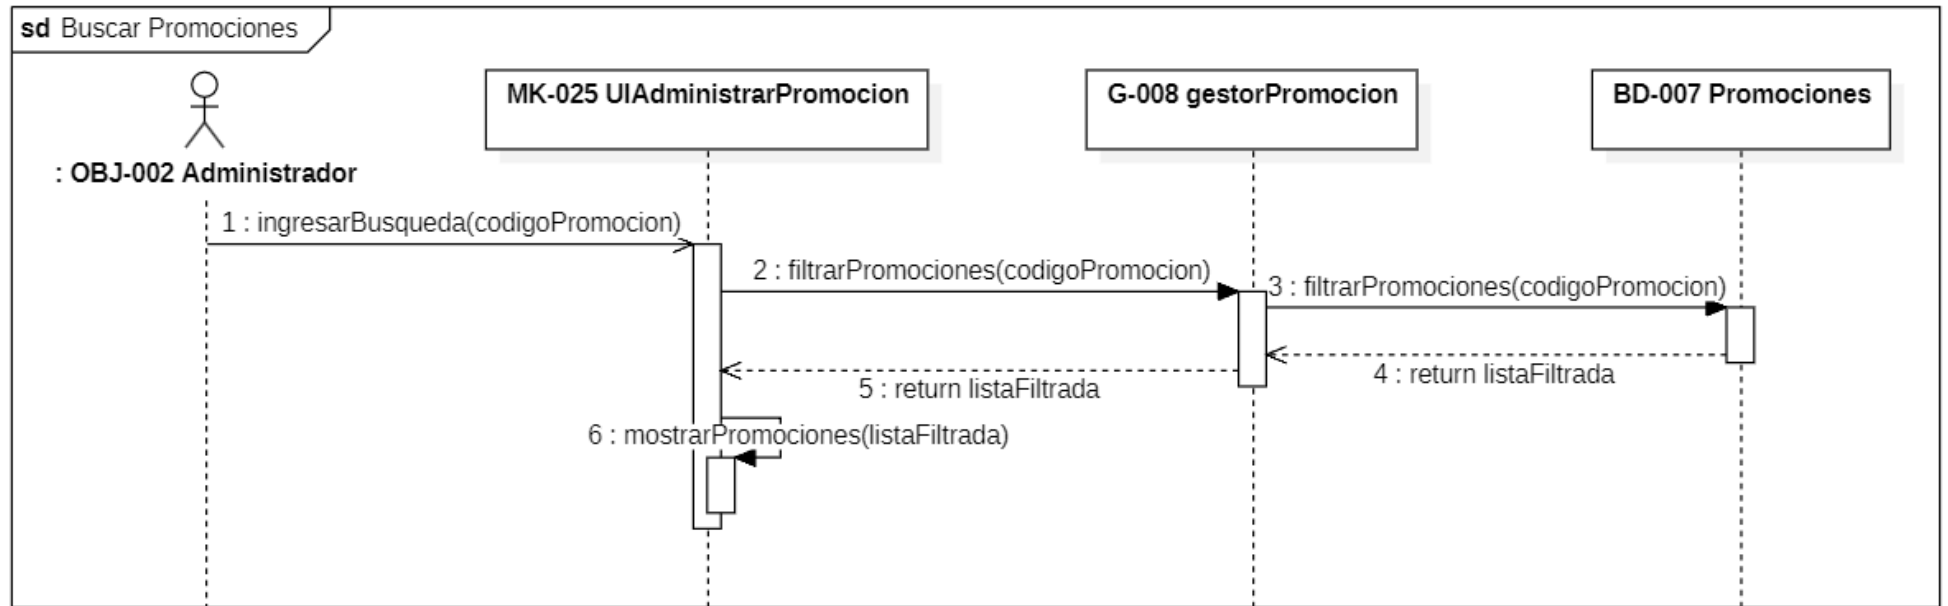 sd Buscar Promociones
MK-025 UIAdministrarPromocion
G-008 gestorPromocion
BD-007 Promociones
: OBJ-002 Administrador
1 : ingresarBusqueda(codigoPromocion)
2 : filtrarPromociones(codigoPromocion)
3 : filtrarPromociones(codigoPromocion)
4 : return listaFiltrada
5 : return listaFiltrada
6 : mostrarPromociones(listaFiltrada)